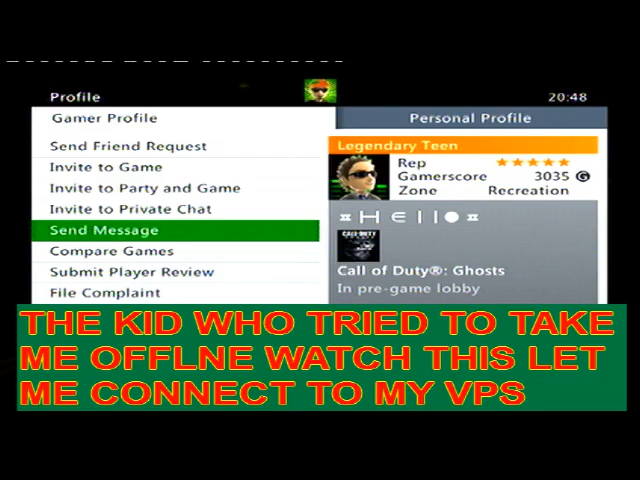 Profile
20:48
Gamer Profile
Personal Profile
Send Friend Request
Invite to Game
Invite to Party and Game
Invite to Private Chat
Send Message
Compare Games
Submit Player Review
File Complaint
Legendary Teen
Rep ★★★★★
Gamerscore 3035 G
Zone Recreation
♊ H e l l ● ♊
CALL OF DUTY
Call of Duty®: Ghosts
In pre-game lobby
THE KID WHO TRIED TO TAKE
ME OFFLNE WATCH THIS LET
ME CONNECT TO MY VPS